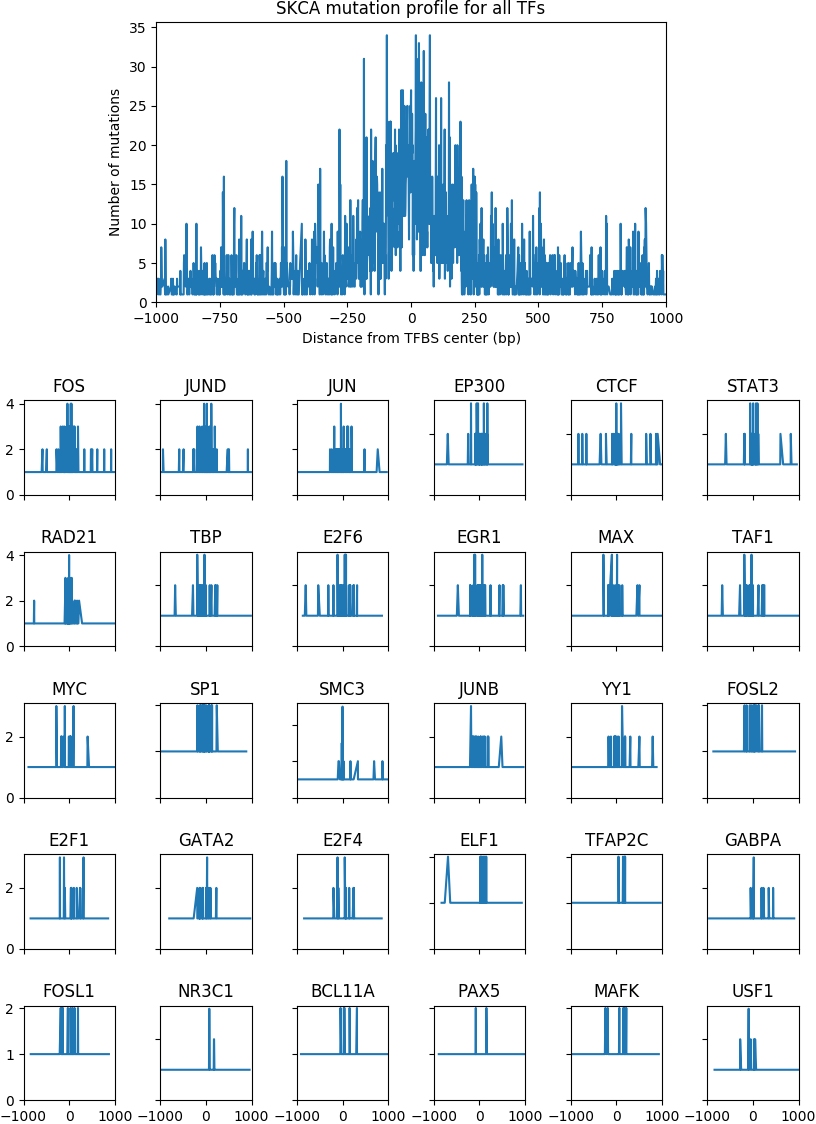 SKCA mutation profile for all TFs
35
30
25
20
15
10
5
0
Number of mutations
−1000 −750 −500 −250 0 250 500 750 1000
Distance from TFBS center (bp)
FOS JUND JUN EP300 CTCF STAT3
4
2
0
RAD21 TBP E2F6 EGR1 MAX TAF1
4
2
0
MYC SP1 SMC3 JUNB YY1 FOSL2
2
0
E2F1 GATA2 E2F4 ELF1 TFAP2C GABPA
2
0
FOSL1 NR3C1 BCL11A PAX5 MAFK USF1
2
1
0
−1000 0 1000 −1000 0 1000 −1000 0 1000 −1000 0 1000 −1000 0 1000 −1000 0 1000